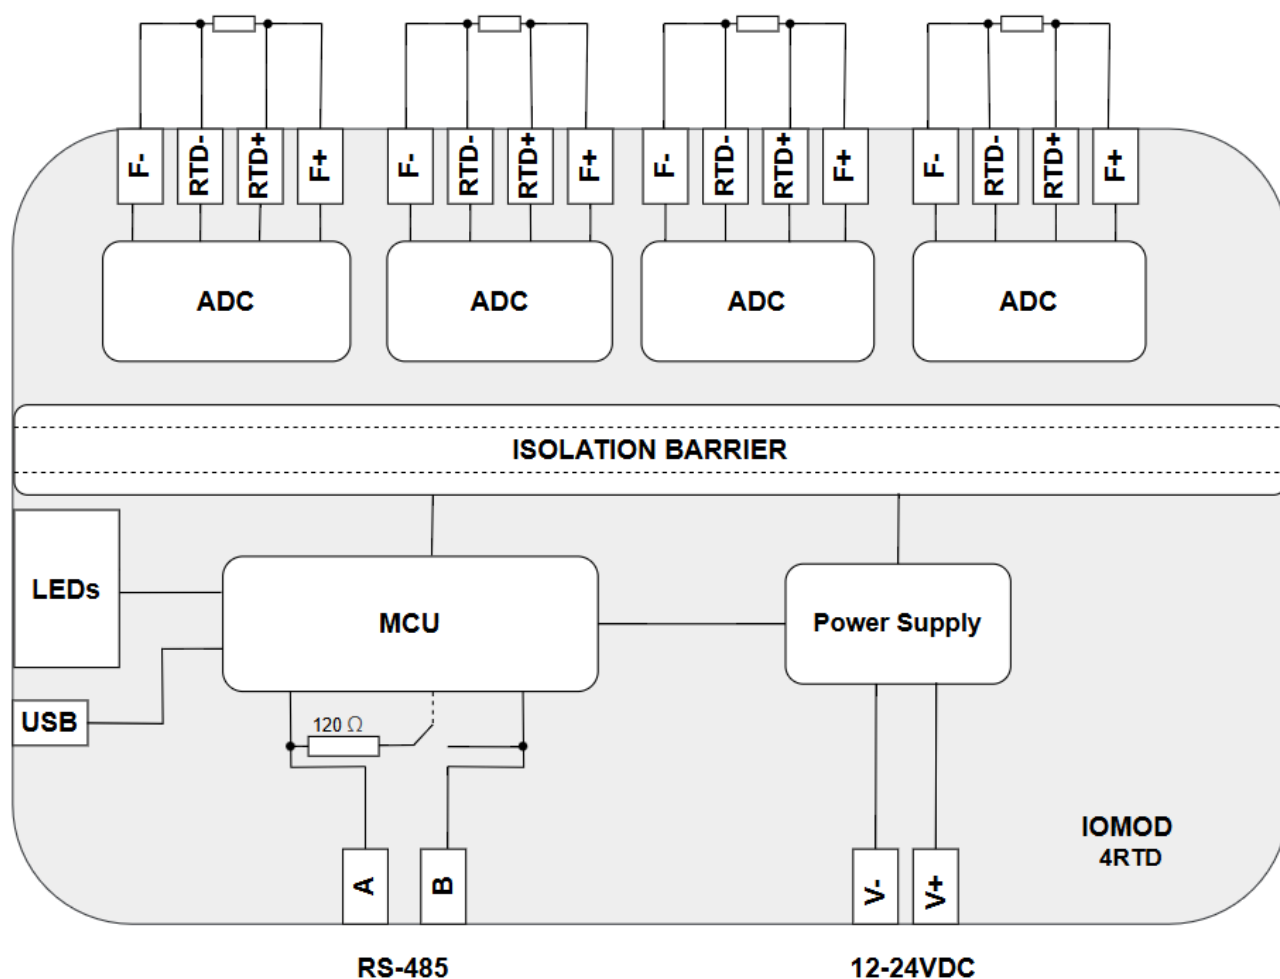 F- RTD- RTD+ F+ F- RTD- RTD+ F+ F- RTD- RTD+ F+ F- RTD- RTD+ F+
ADC ADC ADC ADC
ISOLATION BARRIER
LEDs
MCU
Power Supply
USB
120 Ω
IOMOD
4RTD
A B V- V+
RS-485 12-24VDC